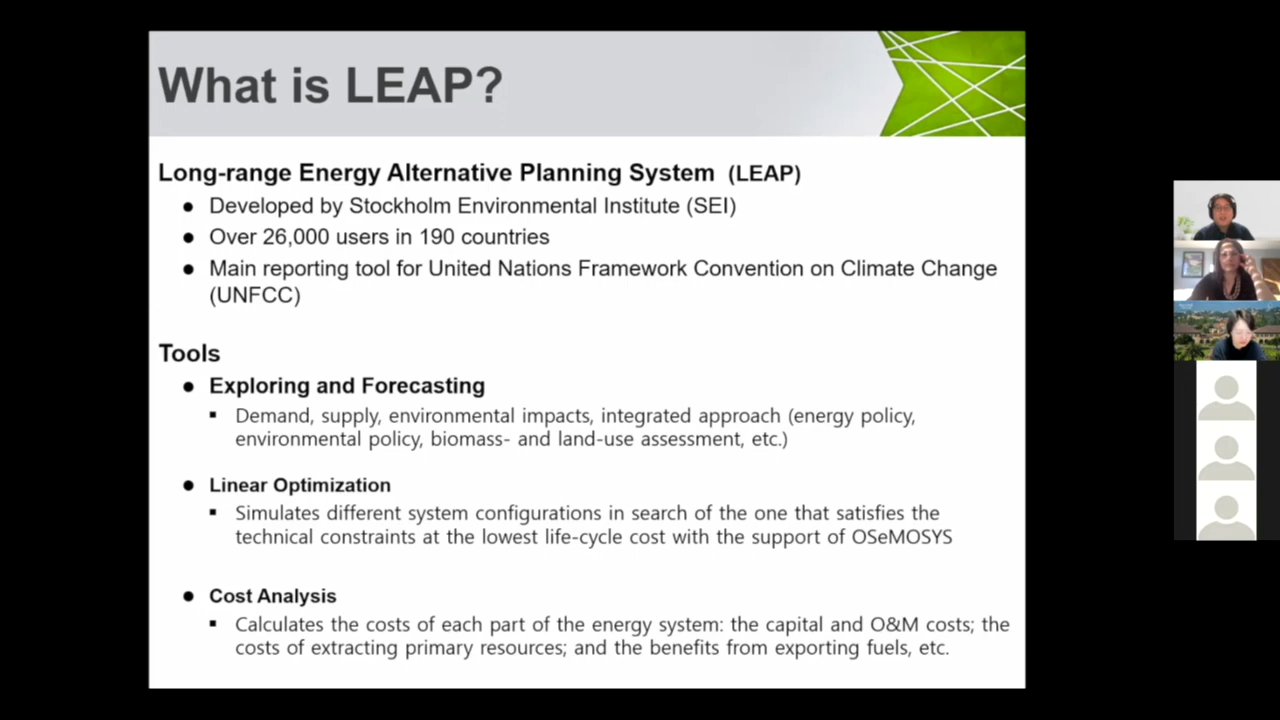 What is LEAP?
Long-range Energy Alternative Planning System (LEAP)
● Developed by Stockholm Environmental Institute (SEI)
● Over 26,000 users in 190 countries
● Main reporting tool for United Nations Framework Convention on Climate Change
(UNFCC)
Tools
● Exploring and Forecasting
▪ Demand, supply, environmental impacts, integrated approach (energy policy,
environmental policy, biomass- and land-use assessment, etc.)
● Linear Optimization
▪ Simulates different system configurations in search of the one that satisfies the
technical constraints at the lowest life-cycle cost with the support of OSeMOSYS
● Cost Analysis
▪ Calculates the costs of each part of the energy system: the capital and O&M costs; the
costs of extracting primary resources; and the benefits from exporting fuels, etc.